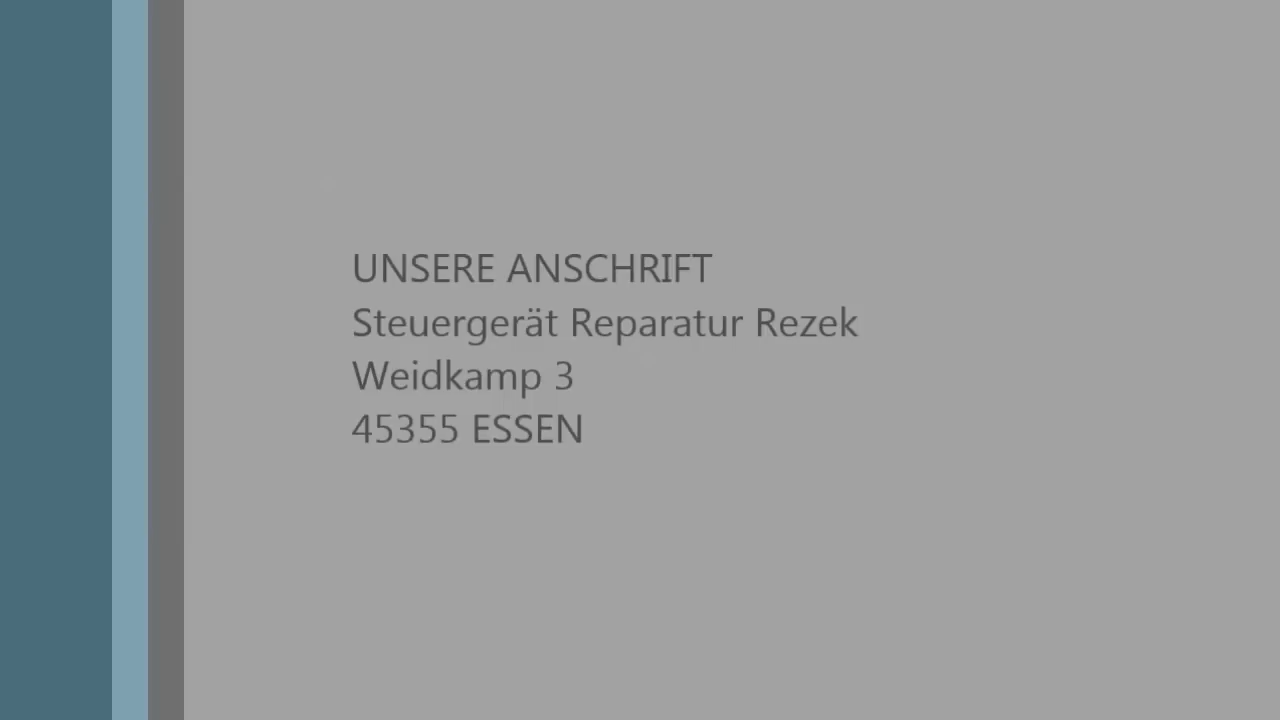 UNSERE ANSCHRIFT
Steuergerät Reparatur Rezek
Weidkamp 3
45355 ESSEN